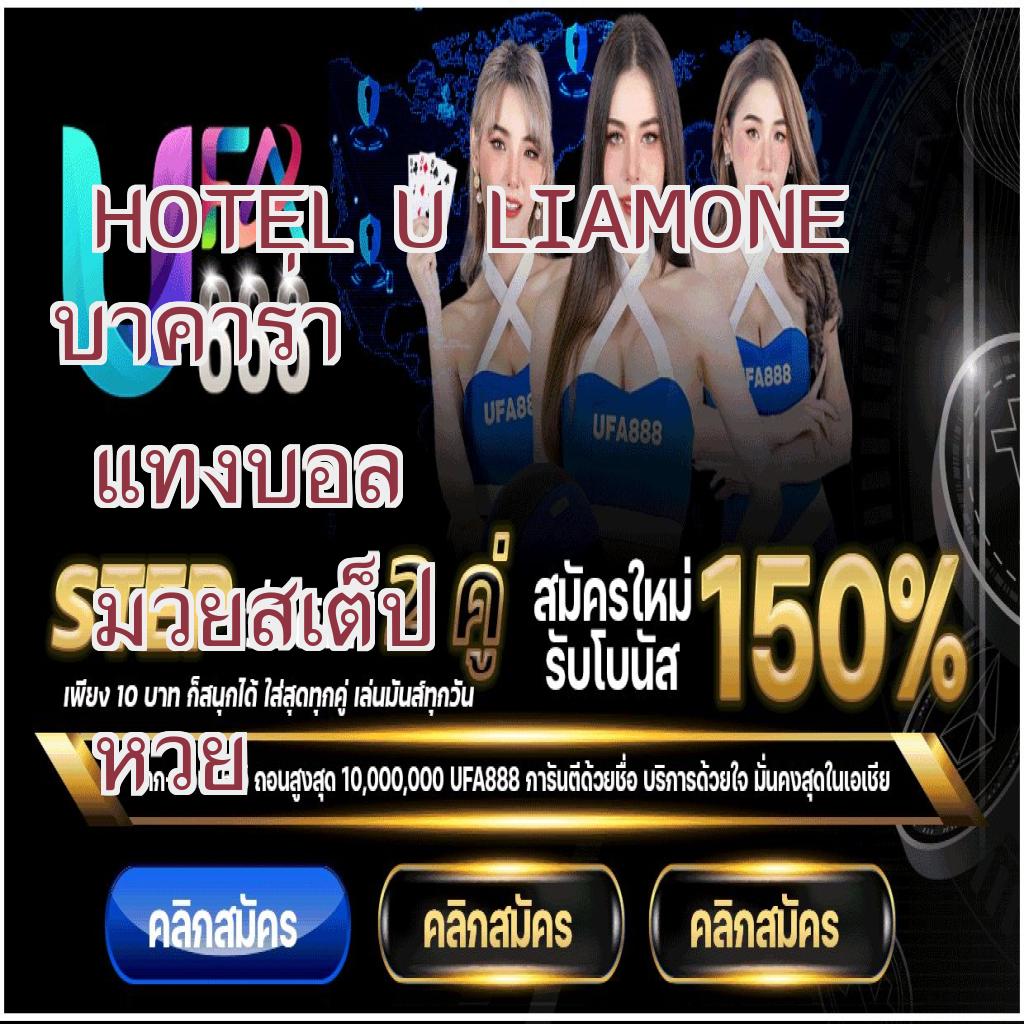 UFA
888
HOTEL U LIAMONE
บาคาร่า
UFA888
UFA888
UFA888
แทงบอล
STEP 2 คู่
มวยสเต็ป
สมัครใหม่
รับโบนัส
150%
เพียง 10 บาท ก็สนุกได้ ใส่สุดทุกคู่ เล่นมันส์ทุกวัน
หวย
ถอนสูงสุด 10,000,000 UFA888 การันตีด้วยชื่อ บริการด้วยใจ มั่นคงสุดในเอเชีย
คลิกสมัคร
คลิกสมัคร
คลิกสมัคร